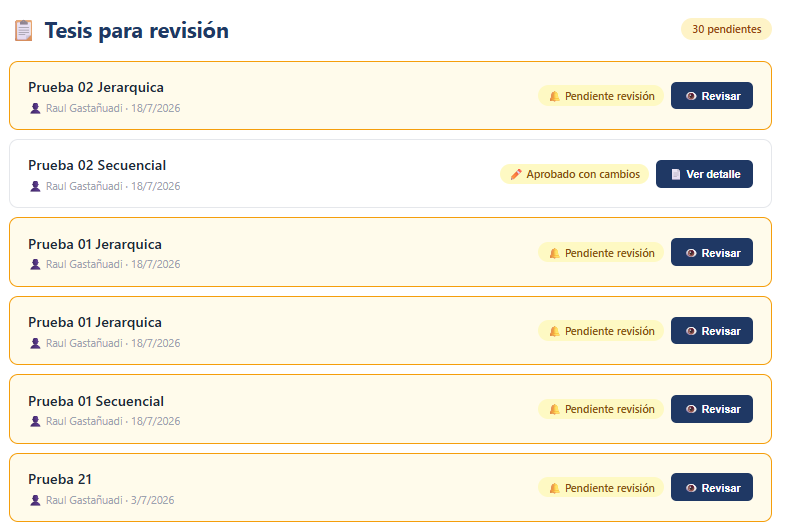 Tesis para revisión
30 pendientes
Prueba 02 Jerarquica
Raul Gastañuadi · 18/7/2026
Pendiente revisión
Revisar
Prueba 02 Secuencial
Raul Gastañuadi · 18/7/2026
Aprobado con cambios
Ver detalle
Prueba 01 Jerarquica
Raul Gastañuadi · 18/7/2026
Pendiente revisión
Revisar
Prueba 01 Jerarquica
Raul Gastañuadi · 18/7/2026
Pendiente revisión
Revisar
Prueba 01 Secuencial
Raul Gastañuadi · 18/7/2026
Pendiente revisión
Revisar
Prueba 21
Raul Gastañuadi · 3/7/2026
Pendiente revisión
Revisar